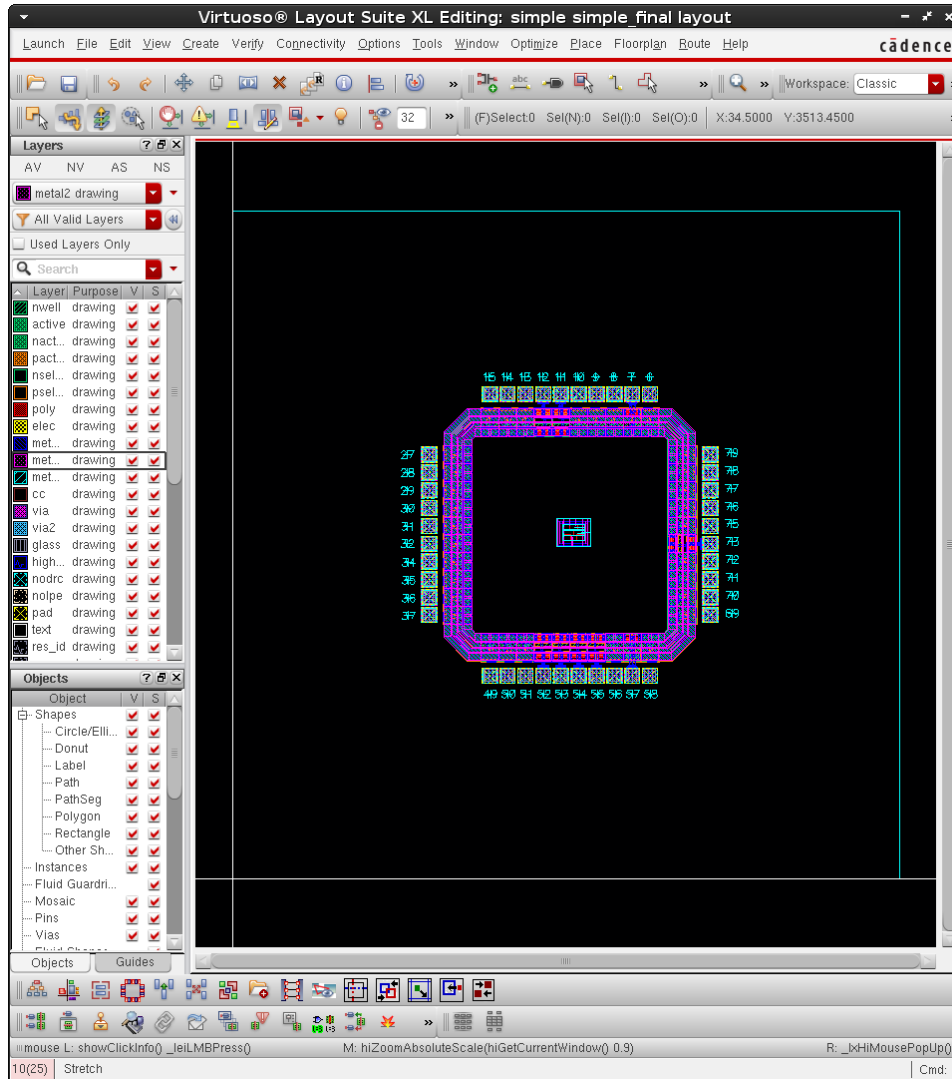 Virtuoso® Layout Suite XL Editing: simple simple_final layout
Launch File Edit View Create Verify Connectivity Options Tools Window Optimize Place Floorplan Route Help cādence
» » » Workspace: Classic
32 » (F)Select:0 Sel(N):0 Sel(I):0 Sel(O):0 X:34.5000 Y:3513.4500
Layers
AV NV AS NS
metal2 drawing
All Valid Layers
Used Layers Only
Search
Layer Purpose V S
nwell drawing
active drawing
nact... drawing
pact... drawing
nsel... drawing
psel... drawing
poly drawing
elec drawing
met... drawing
met... drawing
met... drawing
cc drawing
via drawing
via2 drawing
glass drawing
high... drawing
nodrc drawing
nolpe drawing
pad drawing
text drawing
res_id drawing
Objects
Object V S
Shapes
Circle/Elli...
Donut
Label
Path
PathSeg
Polygon
Rectangle
Other Sh...
Instances
Fluid Guardri...
Mosaic
Pins
Vias
Objects Guides
»
mouse L: showClickInfo() _leiLMBPress() M: hiZoomAbsoluteScale(hiGetCurrentWindow() 0.9) R: _lxHiMousePopUp()
10(25) Stretch Cmd: